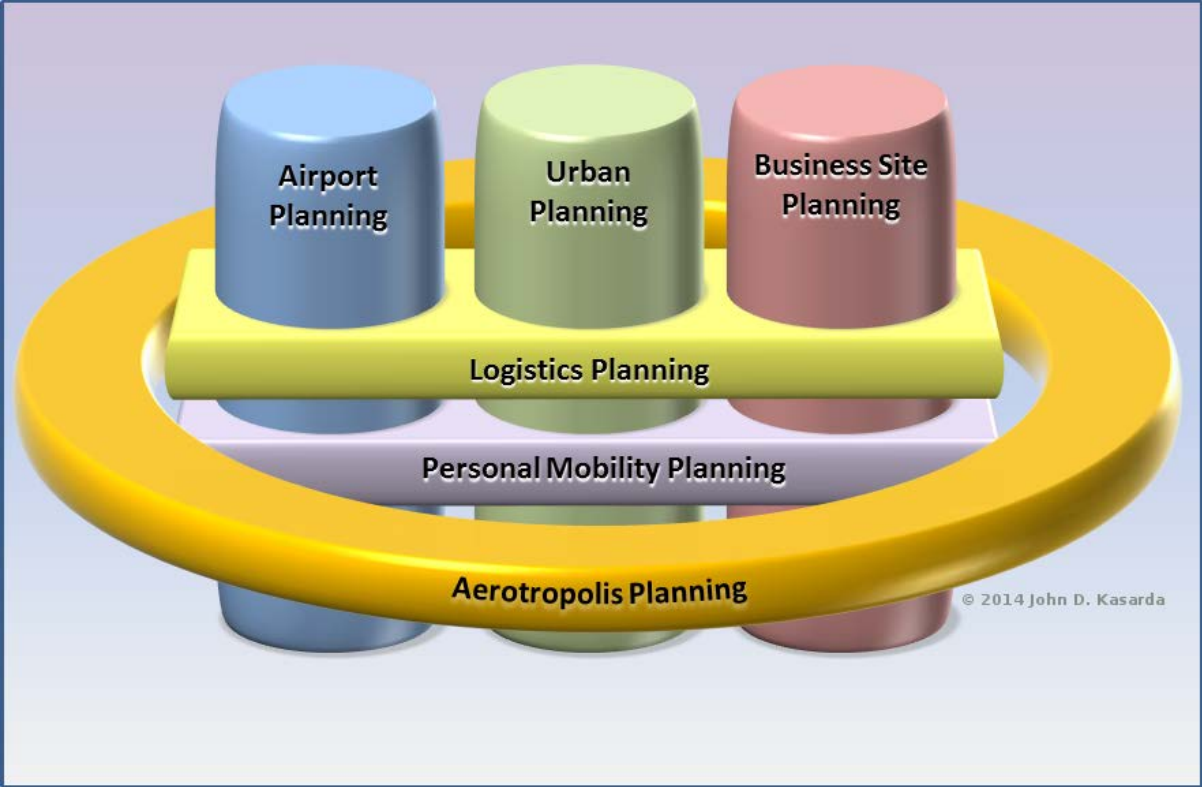 Airport
Planning
Urban
Planning
Business Site
Planning
Logistics Planning
Personal Mobility Planning
Aerotropolis Planning
© 2014 John D. Kasarda